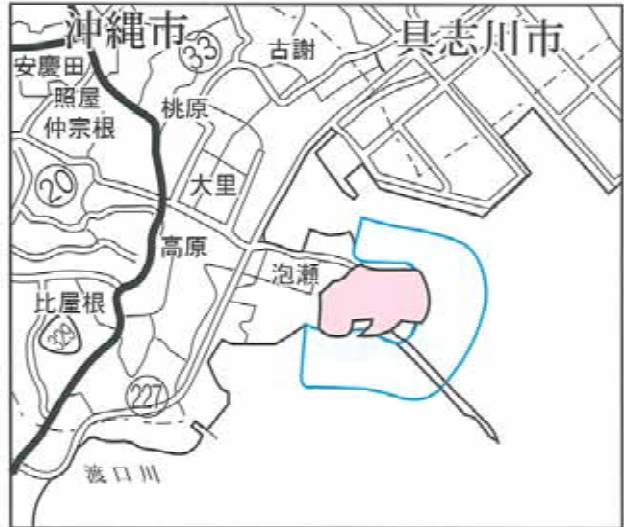 沖縄市
33
古謝
具志川市
安慶田
照屋
仲宗根
桃原
20
大里
高原
泡瀬
比屋根
329
227
渡口川